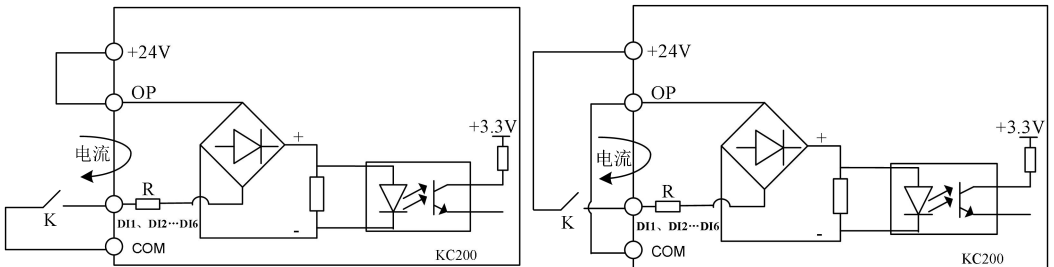 +24V
OP
+
+3.3V
电流
R
K
DI1、DI2…DI6
-
COM
KC200
+24V
OP
+
+3.3V
电流
R
K
DI1、DI2…DI6
-
COM
KC200